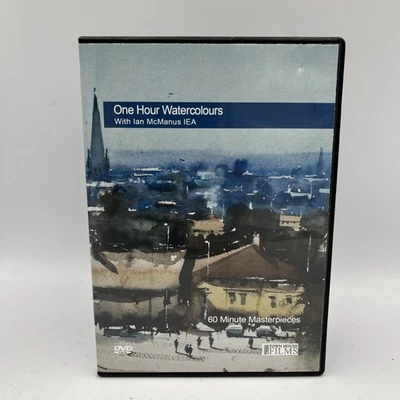 One Hour Watercolours
With Ian McManus IEA
60 Minute Masterpieces
DVD
FILMS